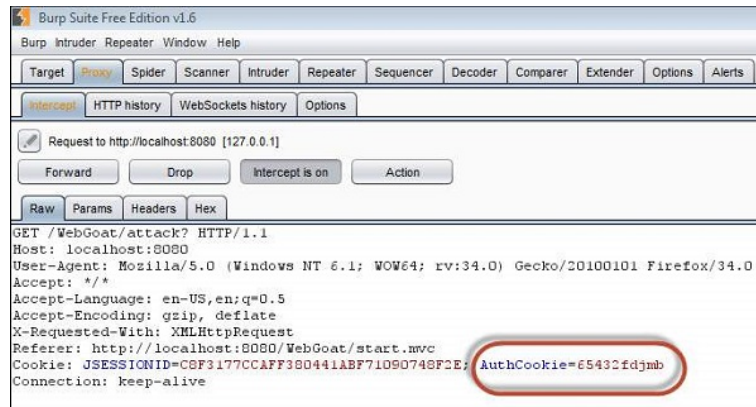 Burp Suite Free Edition v1.6
Burp Intruder Repeater Window Help
Target Proxy Spider Scanner Intruder Repeater Sequencer Decoder Comparer Extender Options Alerts
Intercept HTTP history WebSockets history Options
Request to http://localhost:8080 [127.0.0.1]
Forward Drop Intercept is on Action
Raw Params Headers Hex
GET /WebGoat/attack? HTTP/1.1
Host: localhost:8080
User-Agent: Mozilla/5.0 (Windows NT 6.1; WOW64; rv:34.0) Gecko/20100101 Firefox/34.0
Accept: */*
Accept-Language: en-US,en;q=0.5
Accept-Encoding: gzip, deflate
X-Requested-With: XMLHttpRequest
Referer: http://localhost:8080/WebGoat/start.mvc
Cookie: JSESSIONID=C8F3177CCAFF380441ABF71090748F2E; AuthCookie=65432fdjmb
Connection: keep-alive